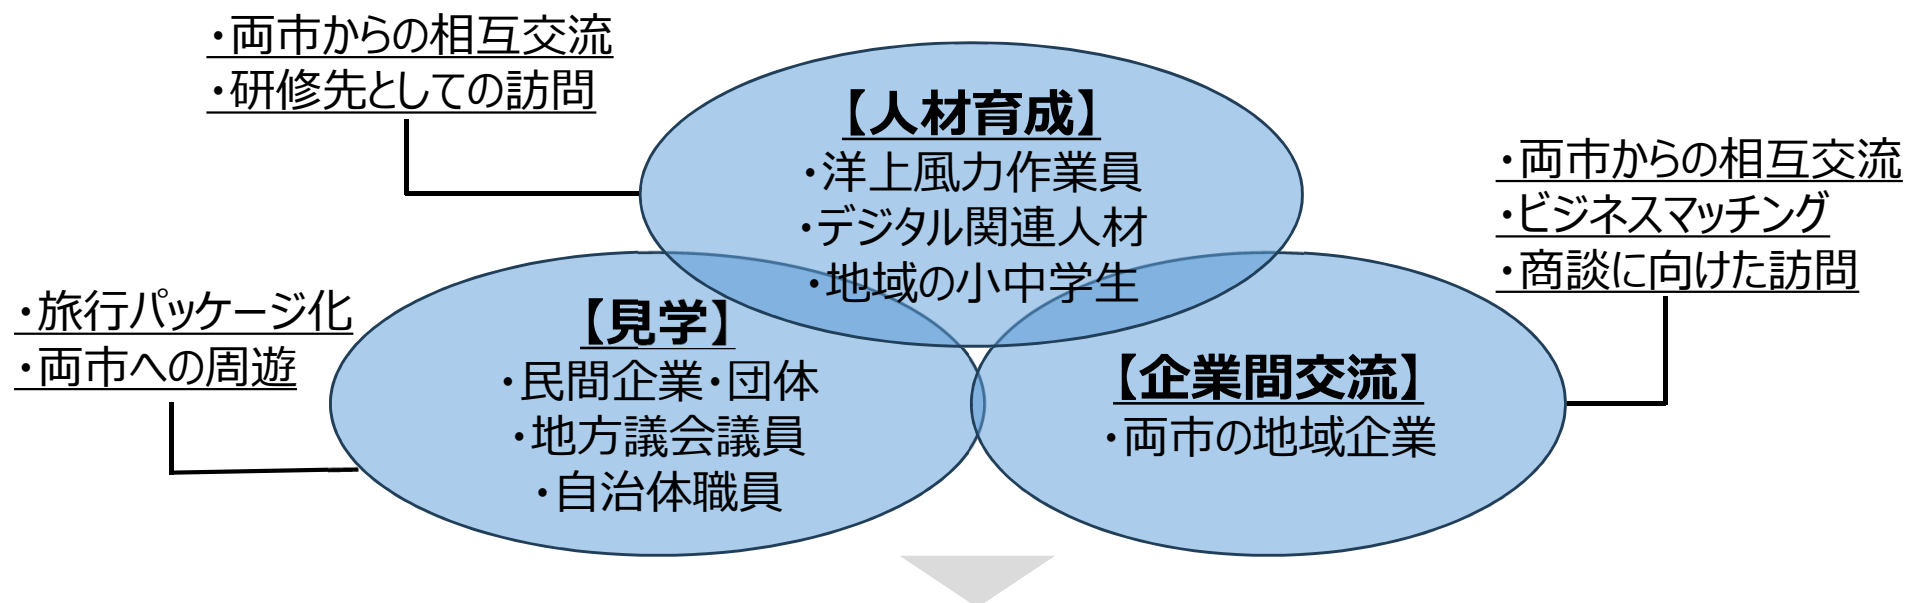 ・両市からの相互交流
・研修先としての訪問
【人材育成】
・洋上風力作業員
・デジタル関連人材
・地域の小中学生
・両市からの相互交流
・ビジネスマッチング
・商談に向けた訪問
・旅行パッケージ化
・両市への周遊
【見学】
・民間企業・団体
・地方議会議員
・自治体職員
【企業間交流】
・両市の地域企業